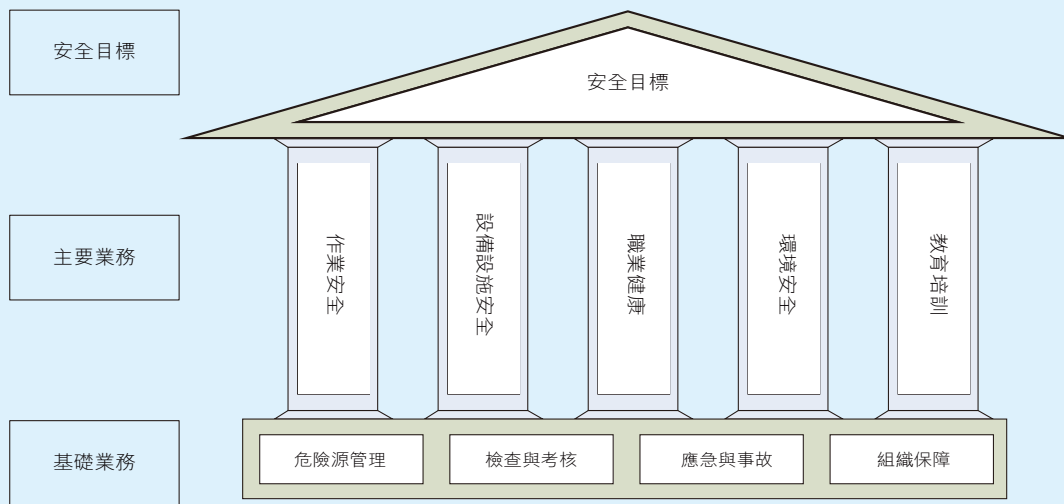 安全目標
安全目標
主要業務
作業安全
設備設施安全
職業健康
環境安全
教育培訓
基礎業務
危險源管理
檢查與考核
應急與事故
組織保障